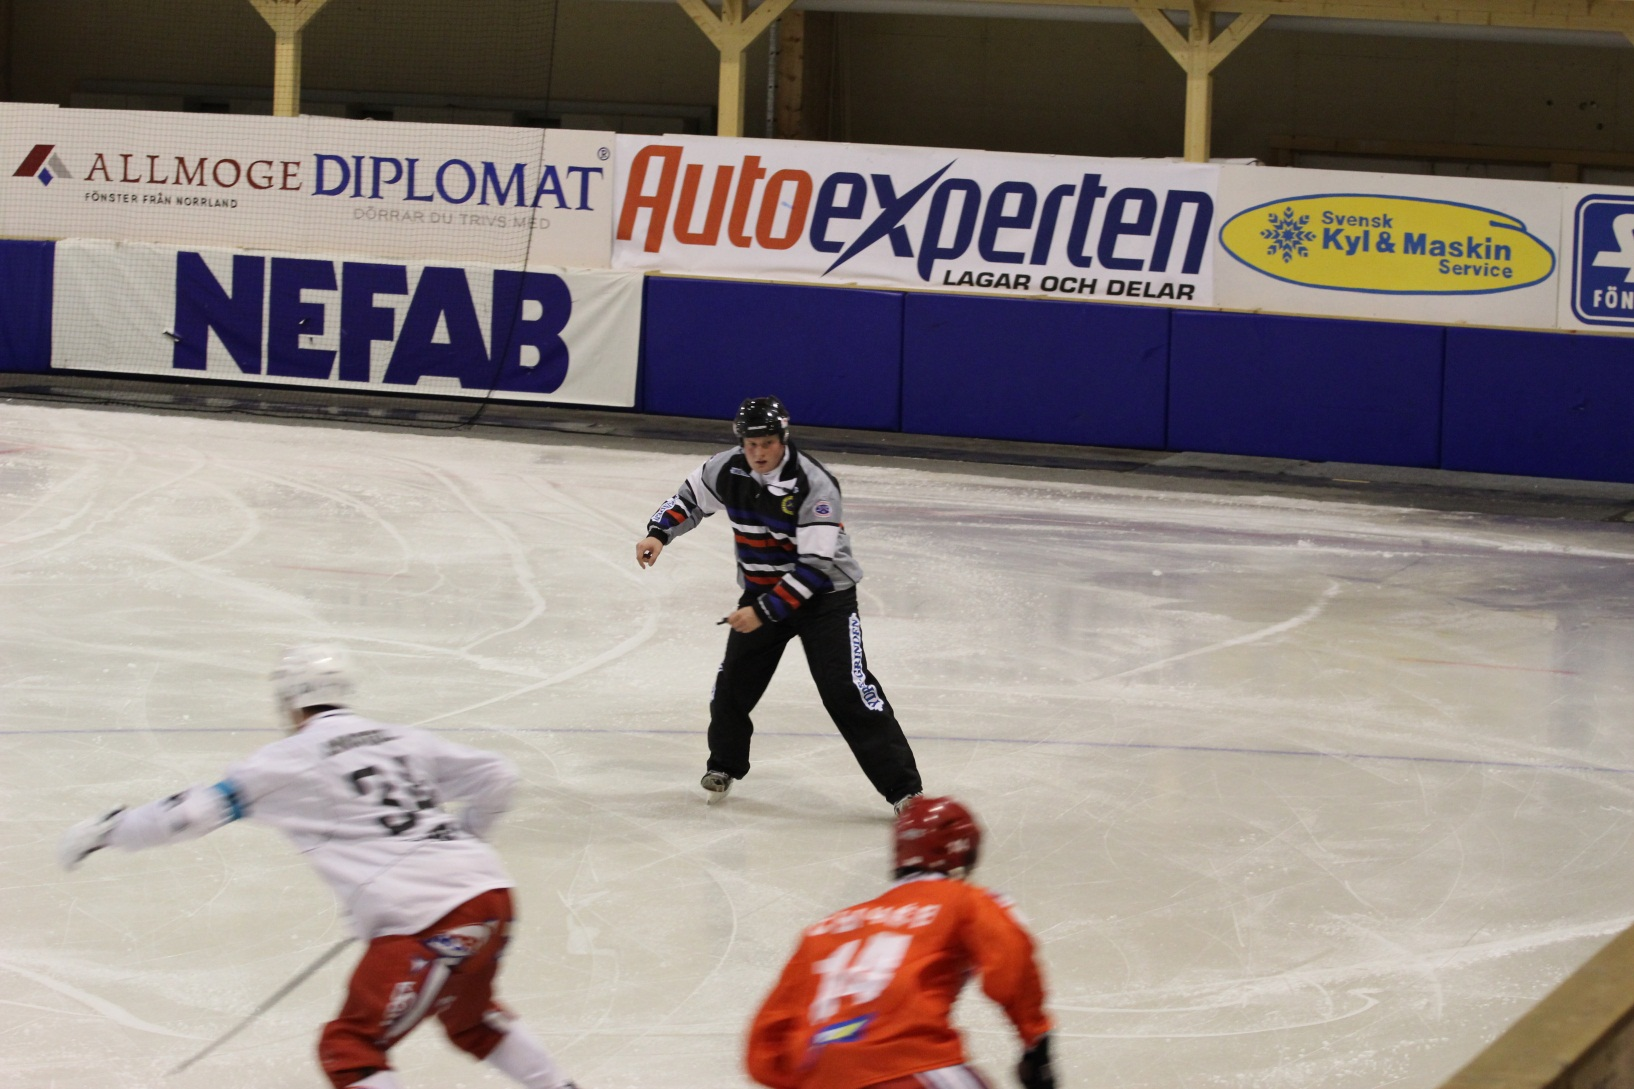 ALLMOGE
FÖNSTER FRÅN NORRLAND
DIPLOMAT®
DÖRRAR DU TRIVS MED
Autoexperten
LAGAR OCH DELAR
Svensk
Kyl & Maskin
Service
FÖN
NEFAB
14